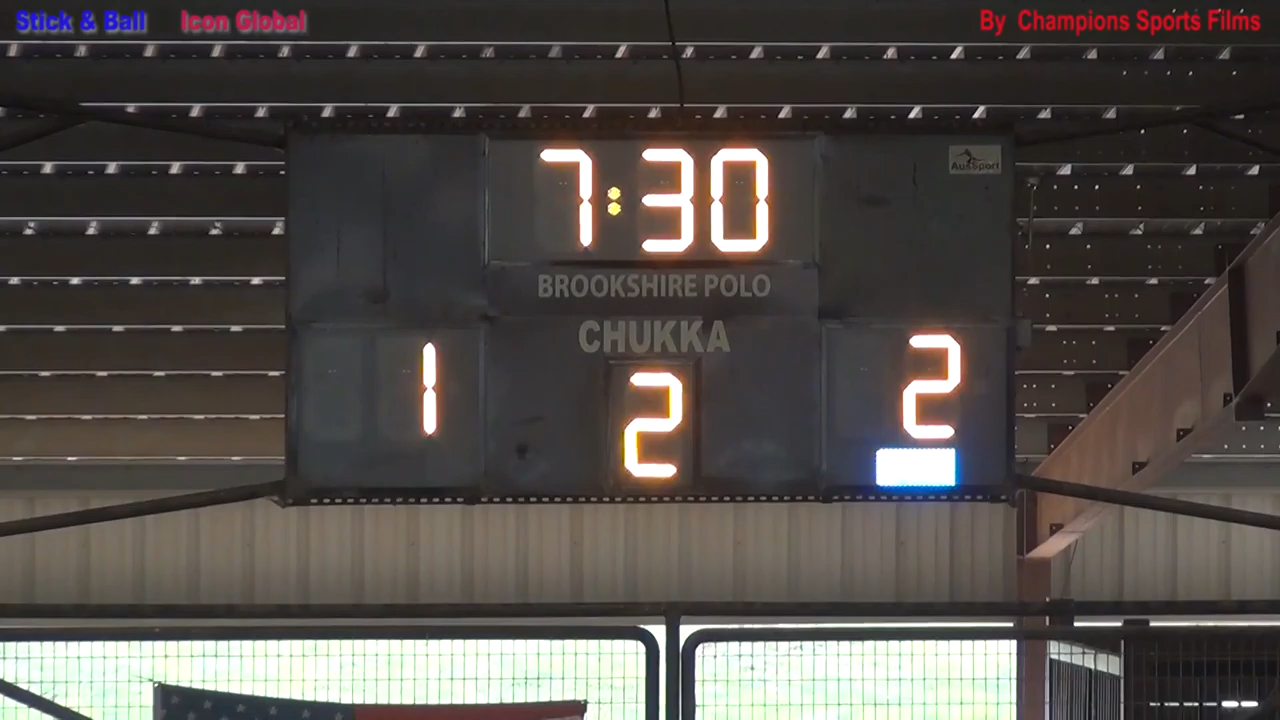 Stick & Ball Icon Global
By Champions Sports Films
AusSport
7:30
BROOKSHIRE POLO
CHUKKA
1
2
2